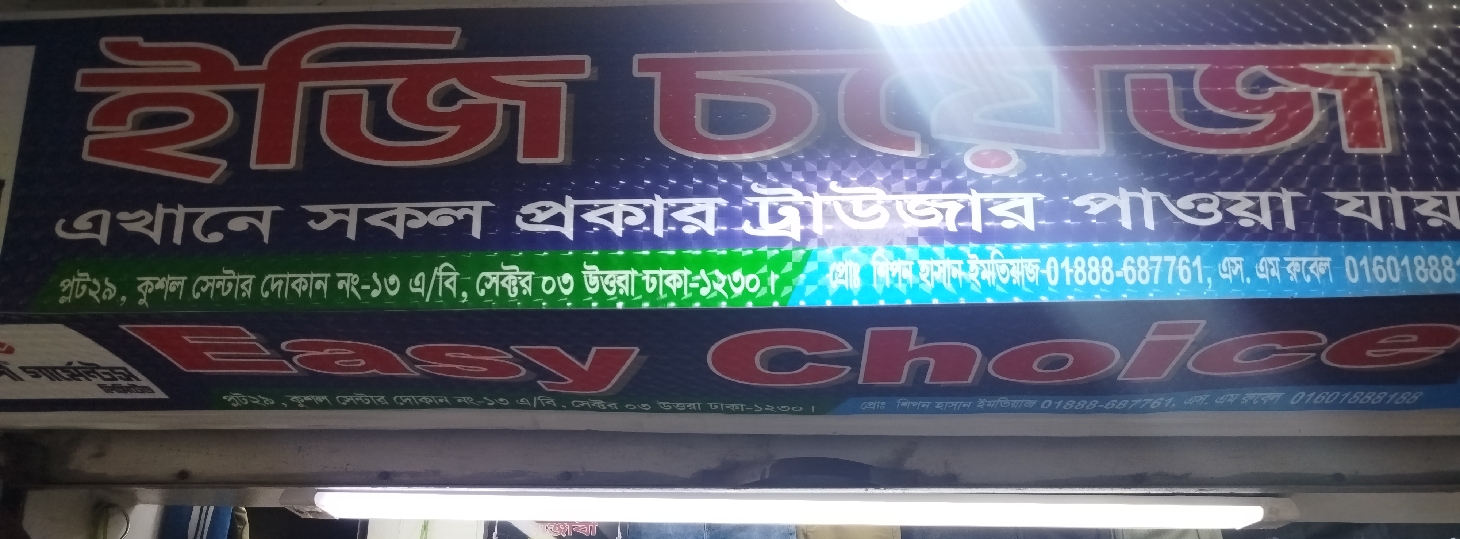 ইজি চয়েজ
এখানে সকল প্রকার ট্রাউজার পাওয়া যায়
প্লট২৯, কুশল সেন্টার দোকান নং-১৩ এ/বি, সেক্টর ০৩ উত্তরা ঢাকা-১২৩০।
প্রোঃ শিপন হাসান ইমতিয়াজ-01888-687761, এস. এম রুবেল 016018881
Easy Choice
গার্মেন্টস
লিমিটেড
প্লট২৯, কুশল সেন্টার দোকান নং-১৩ এ/বি, সেক্টর ০৩ উত্তরা ঢাকা-১২৩০।
প্রোঃ শিপন হাসান ইমতিয়াজ 01888-687761, এস. এম রুবেল 01601888188